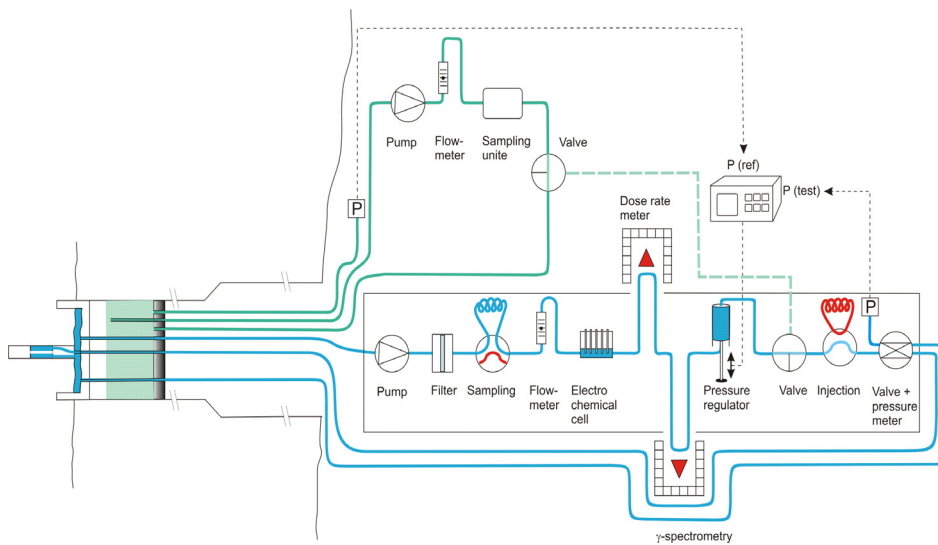 Pump
Flow-
meter
Sampling
unite
Valve
P (ref)
P (test)
P
Dose rate
meter
P
Pump
Filter
Sampling
Flow-
meter
Electro
chemical
cell
Pressure
regulator
Valve
Injection
Valve +
pressure
meter
γ-spectrometry